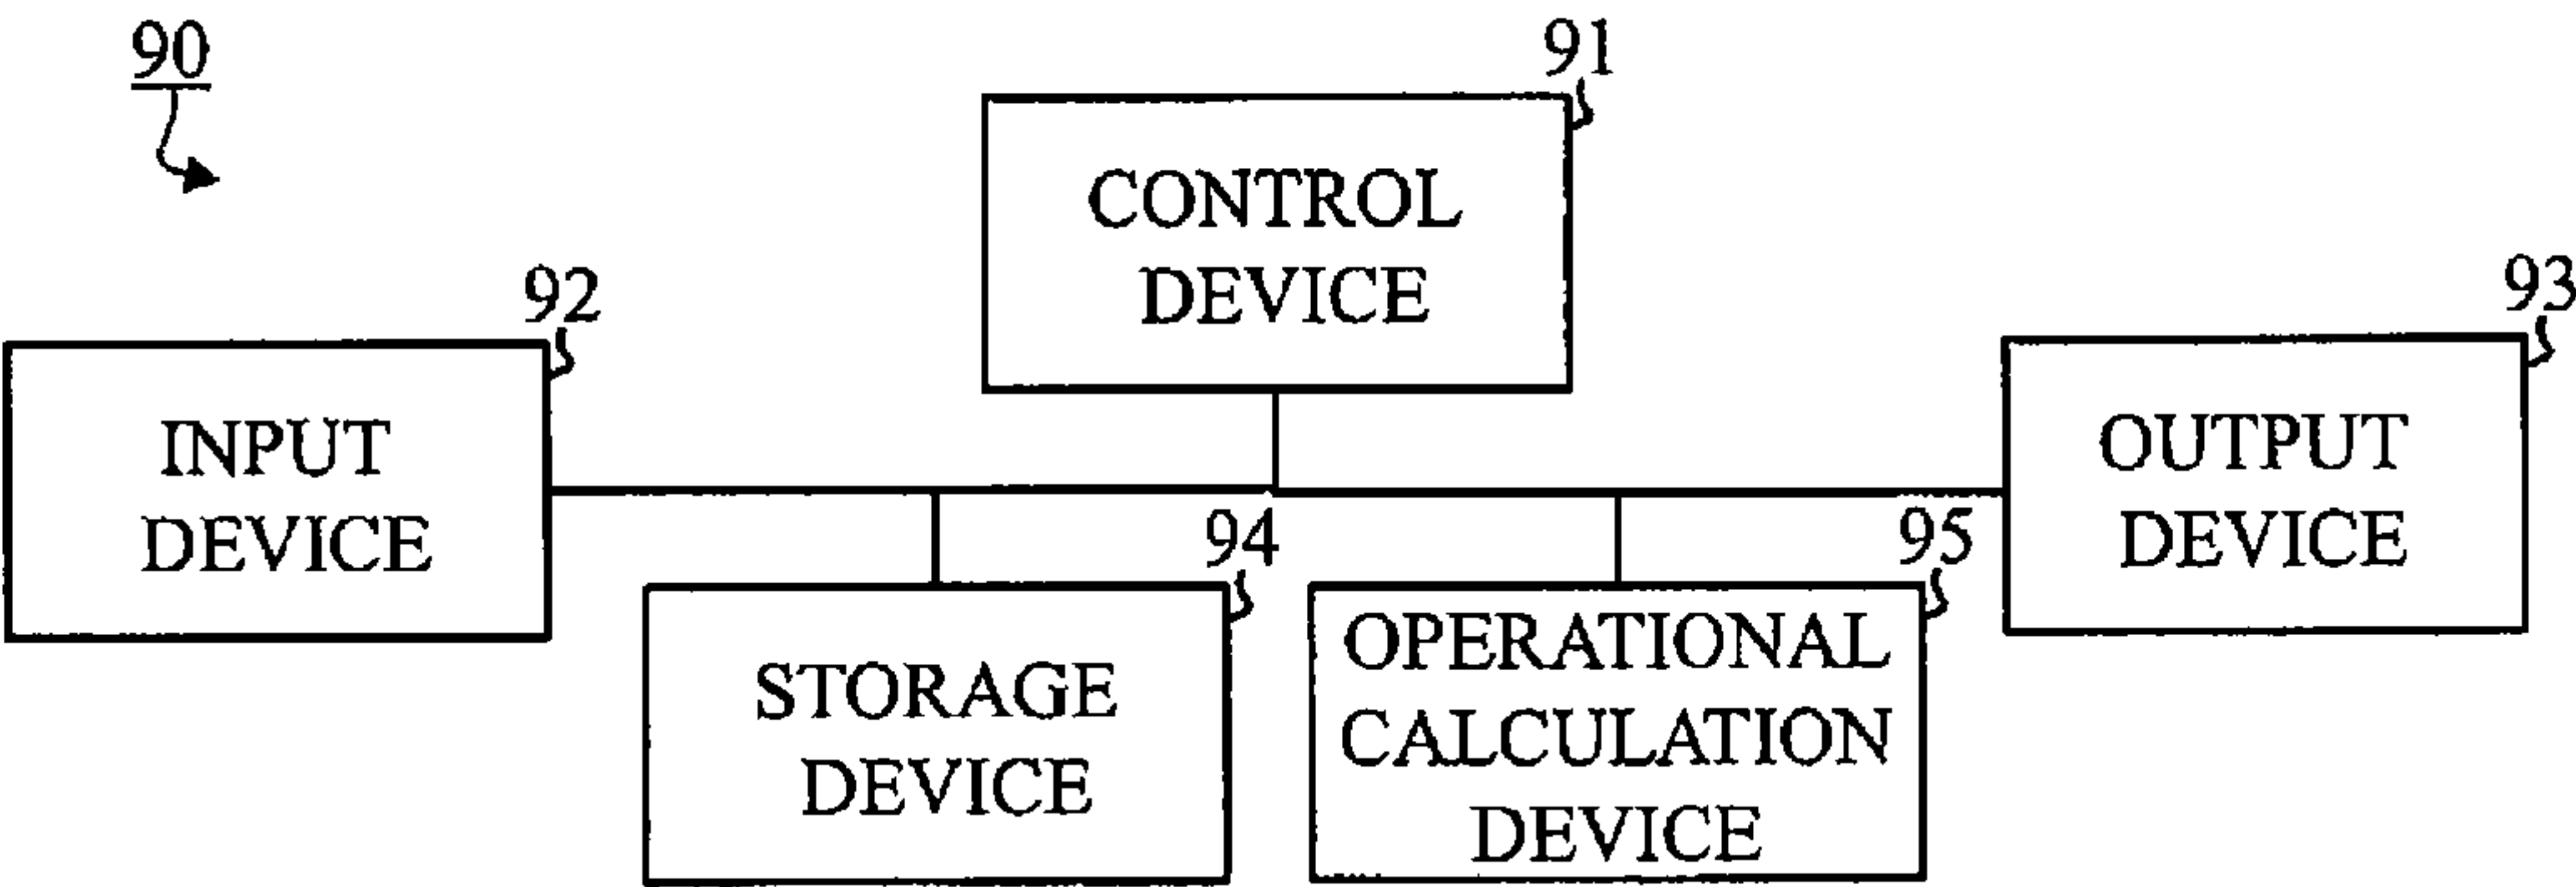 90
91
CONTROL
DEVICE
92
INPUT
DEVICE
93
OUTPUT
DEVICE
94
STORAGE
DEVICE
95
OPERATIONAL
CALCULATION
DEVICE